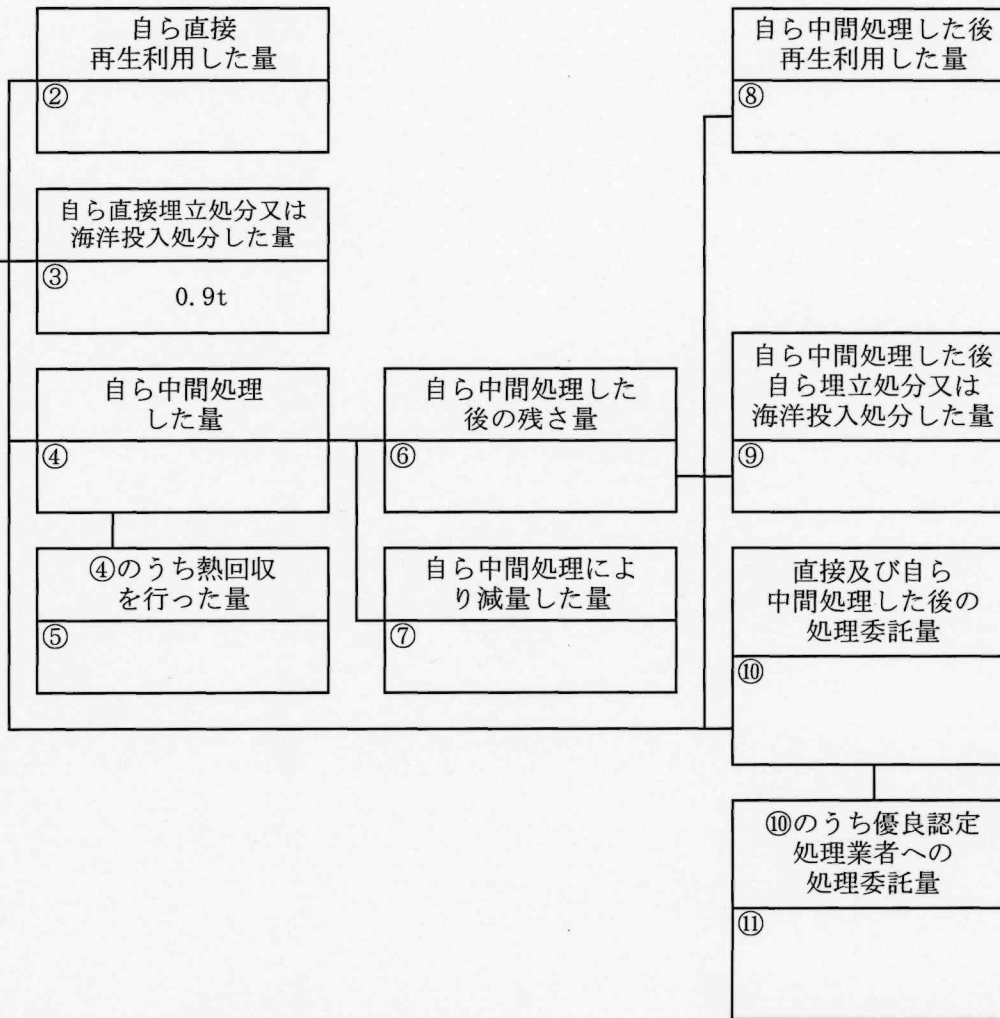 自ら直接
再生利用した量
②
自ら直接埋立処分又は
海洋投入処分した量
③
0.9t
自ら中間処理
した量
④
④のうち熱回収
を行った量
⑤
自ら中間処理した
後の残さ量
⑥
自ら中間処理によ
り減量した量
⑦
自ら中間処理した後
再生利用した量
⑧
自ら中間処理した後
自ら埋立処分又は
海洋投入処分した量
⑨
直接及び自ら
中間処理した後の
処理委託量
⑩
⑩のうち優良認定
処理業者への
処理委託量
⑪